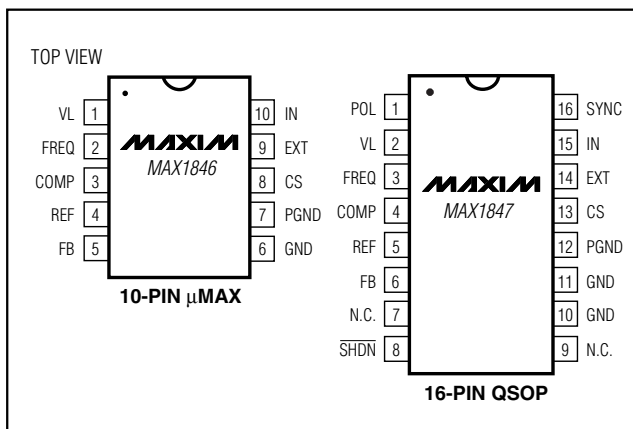 TOP VIEW
VL 1
FREQ 2
COMP 3
REF 4
FB 5
10 IN
9 EXT
8 CS
7 PGND
6 GND
MAXIM
MAX1846
10-PIN µMAX
POL 1
VL 2
FREQ 3
COMP 4
REF 5
FB 6
N.C. 7
SHDN 8
16 SYNC
15 IN
14 EXT
13 CS
12 PGND
11 GND
10 GND
9 N.C.
MAXIM
MAX1847
16-PIN QSOP